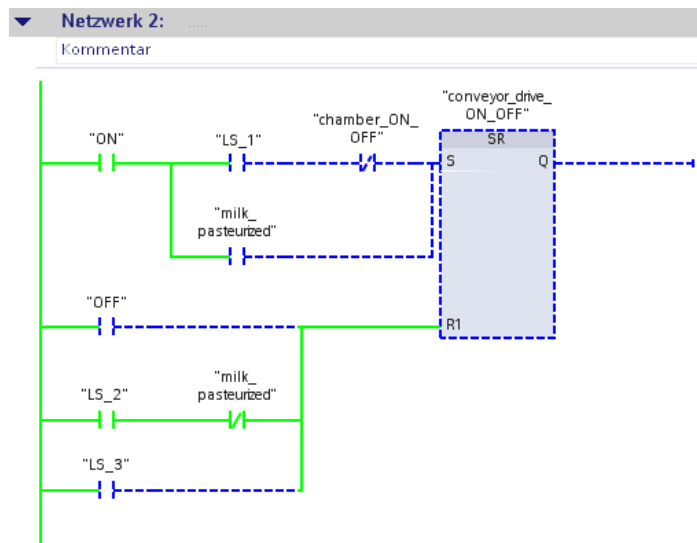 Netzwerk 2: .....
Kommentar
"conveyor_drive_
ON_OFF"
"chamber_ON_
OFF"
"ON"
"LS_1"
SR
S
Q
"milk_
pasteurized"
"OFF"
R1
"milk_
pasteurized"
"LS_2"
"LS_3"